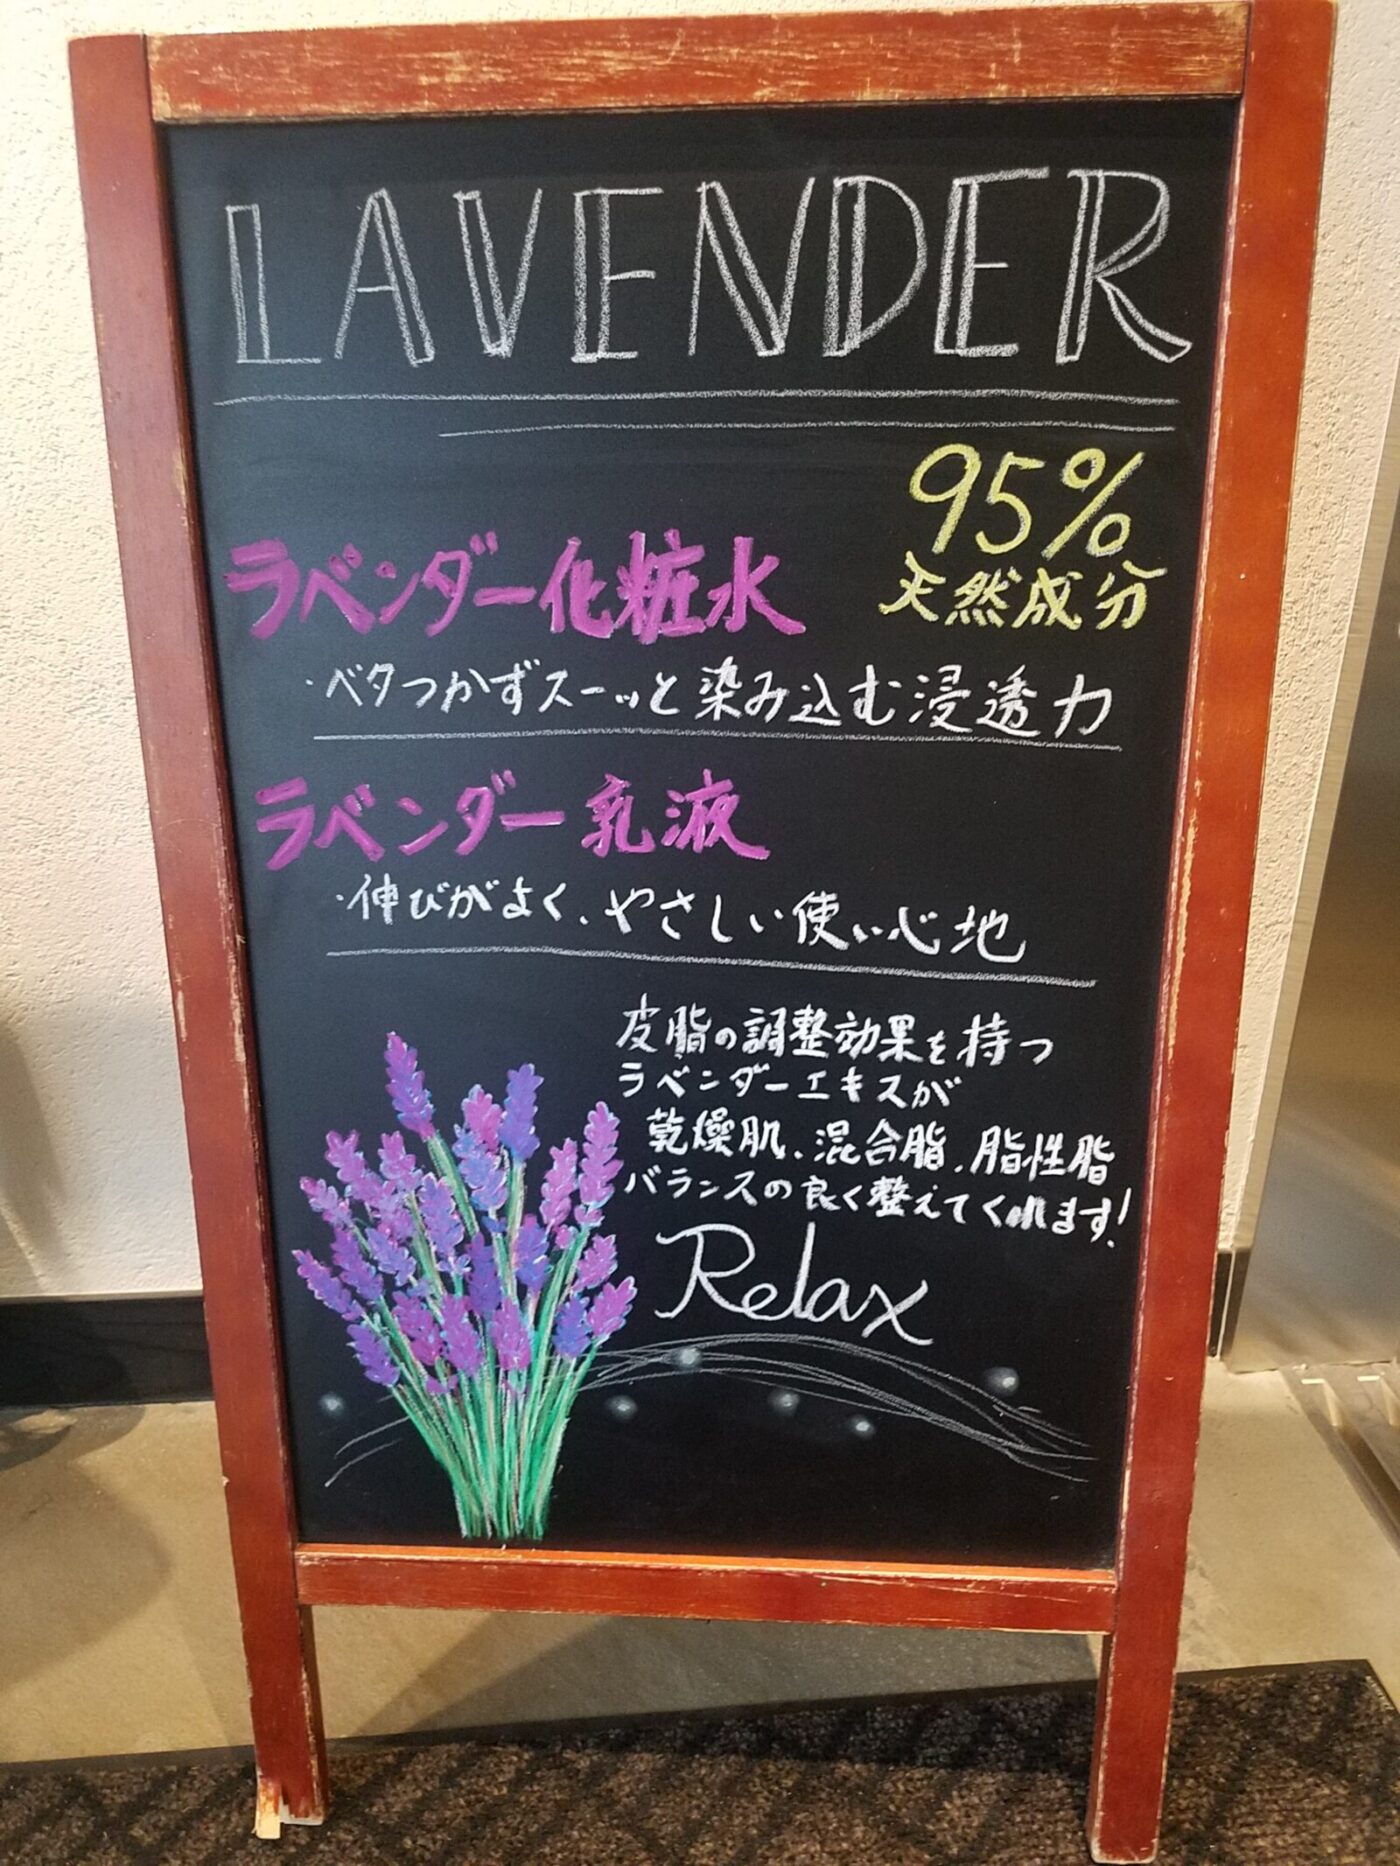 LAVENDER
95%
天然成分
ラベンダー化粧水
・ベタつかずスーッと染み込む浸透力
ラベンダー乳液
・伸びがよく、やさしい使い心地
皮脂の調整効果を持つ
ラベンダーエキスが
乾燥肌、混合脂、脂性脂
バランスの良く整えてくれます!
Relax